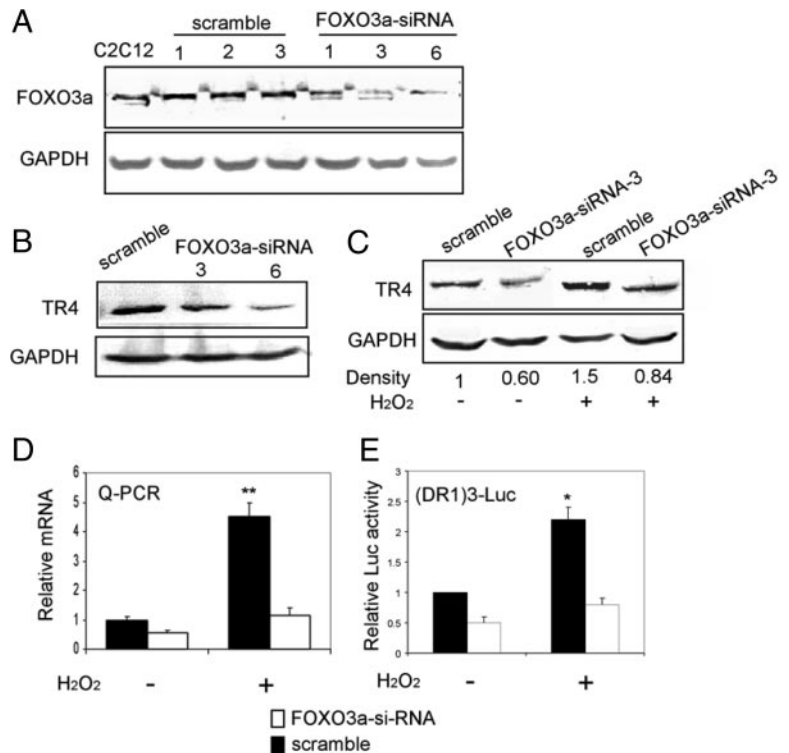 A
scramble FOXO3a-siRNA
C2C12 1 2 3 1 3 6
FOXO3a
GAPDH
B
scramble FOXO3a-siRNA
3 6
TR4
GAPDH
C
scramble FOXO3a-siRNA-3 scramble FOXO3a-siRNA-3
TR4
GAPDH
Density 1 0.60 1.5 0.84
H2O2 - - + +
D
Q-PCR
Relative mRNA
6
5
4
3
2
1
0
**
H2O2 - +
E
(DR1)3-Luc
Relative Luc activity
3
2.5
2
1.5
1
0.5
0
*
H2O2 - +
FOXO3a-si-RNA
scramble